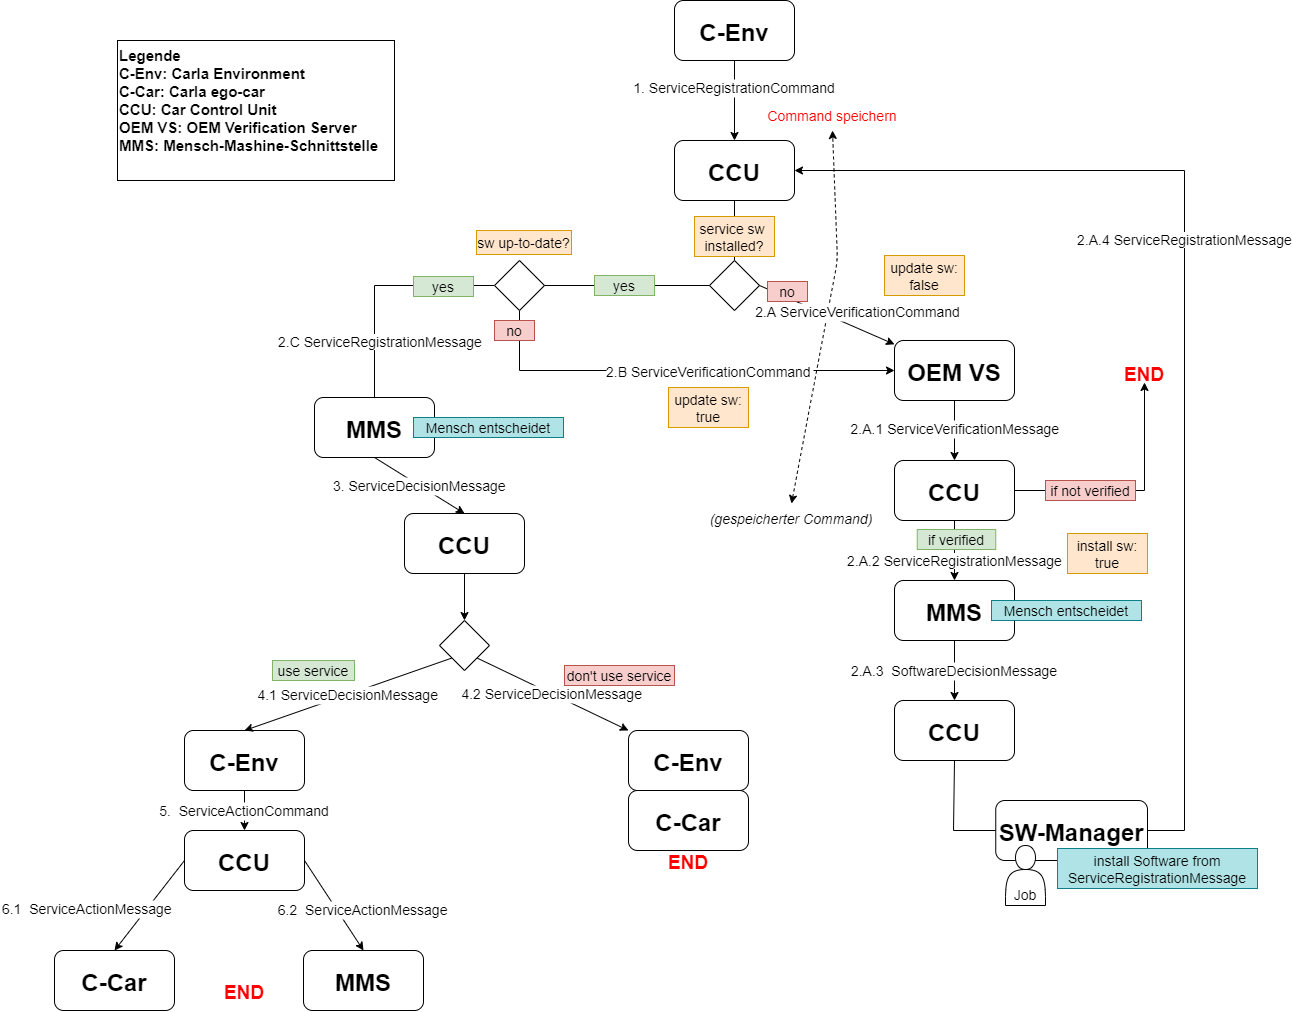 C-Env
Legende
C-Env: Carla Environment
C-Car: Carla ego-car
CCU: Car Control Unit
OEM VS: OEM Verification Server
MMS: Mensch-Mashine-Schnittstelle
1. ServiceRegistrationCommand
Command speichern
CCU
service sw
installed?
sw up-to-date?
2.A.4 ServiceRegistrationMessage
update sw:
false
yes
yes
no
2.A ServiceVerificationCommand
no
2.C ServiceRegistrationMessage
2.B ServiceVerificationCommand
OEM VS
END
update sw:
true
MMS
Mensch entscheidet
2.A.1 ServiceVerificationMessage
3. ServiceDecisionMessage
CCU
if not verified
(gespeicherter Command)
CCU
if verified
install sw:
true
2.A.2 ServiceRegistrationMessage
MMS
Mensch entscheidet
use service
don't use service
2.A.3 SoftwareDecisionMessage
4.1 ServiceDecisionMessage
4.2 ServiceDecisionMessage
CCU
C-Env
C-Env
5. ServiceActionCommand
C-Car
SW-Manager
CCU
END
install Software from
ServiceRegistrationMessage
Job
6.1 ServiceActionMessage
6.2 ServiceActionMessage
C-Car
END
MMS